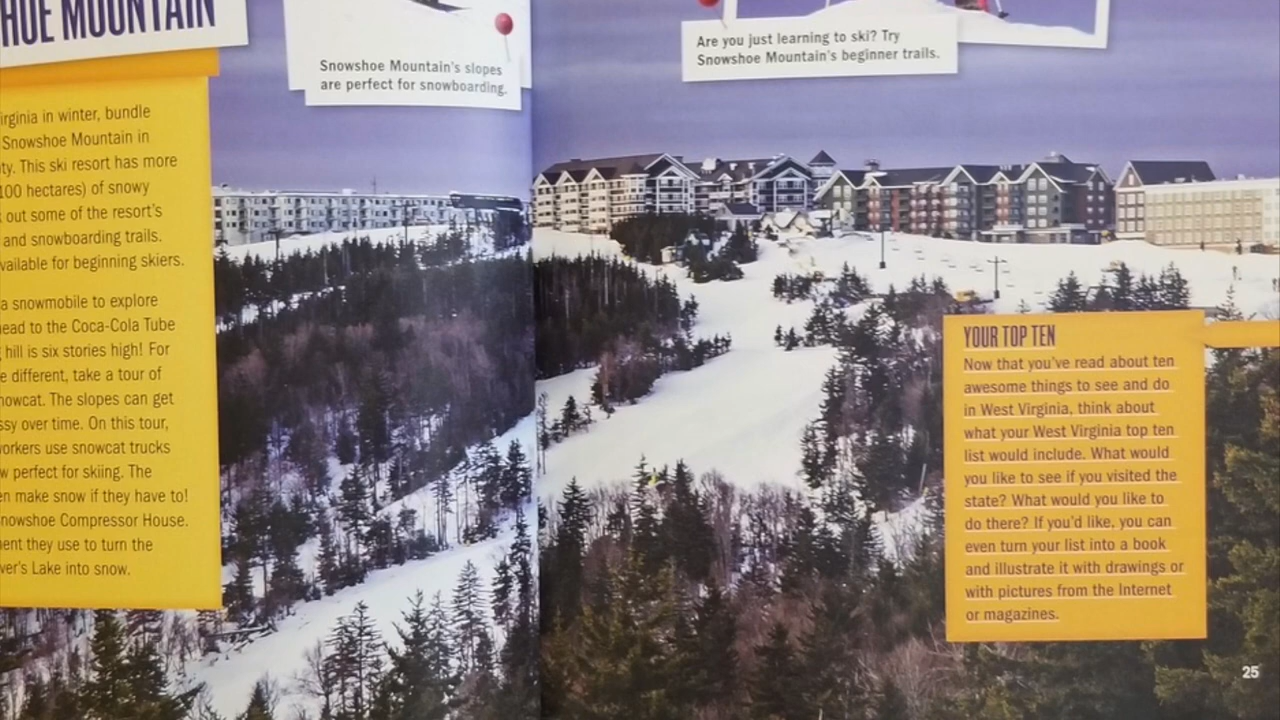 HOE MOUNTAIN
irginia in winter, bundle
Snowshoe Mountain in
ty. This ski resort has more
100 hectares) of snowy
out some of the resort's
and snowboarding trails.
vailable for beginning skiers.
a snowmobile to explore
head to the Coca-Cola Tube
hill is six stories high! For
e different, take a tour of
nowcat. The slopes can get
ssy over time. On this tour,
workers use snowcat trucks
w perfect for skiing. The
en make snow if they have to!
nowshoe Compressor House.
ment they use to turn the
ver's Lake into snow.
Snowshoe Mountain's slopes
are perfect for snowboarding.
Are you just learning to ski? Try
Snowshoe Mountain's beginner trails.
YOUR TOP TEN
Now that you've read about ten
awesome things to see and do
in West Virginia, think about
what your West Virginia top ten
list would include. What would
you like to see if you visited the
state? What would you like to
do there? If you'd like, you can
even turn your list into a book
and illustrate it with drawings or
with pictures from the Internet
or magazines.
25